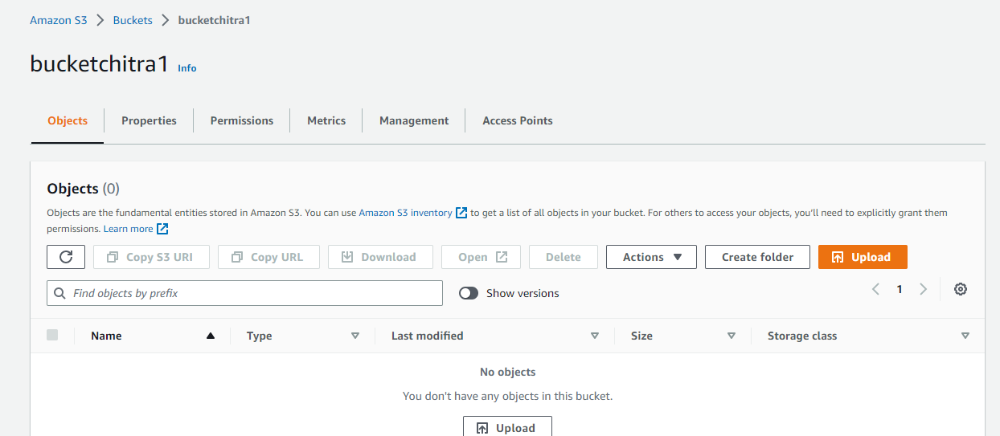 Amazon S3 > Buckets > bucketchitra1
bucketchitra1 Info
Objects Properties Permissions Metrics Management Access Points
Objects (0)
Objects are the fundamental entities stored in Amazon S3. You can use Amazon S3 inventory to get a list of all objects in your bucket. For others to access your objects, you'll need to explicitly grant them
permissions. Learn more
Copy S3 URI Copy URL Download Open Delete Actions Create folder Upload
Find objects by prefix Show versions 1
Name Type Last modified Size Storage class
No objects
You don't have any objects in this bucket.
Upload